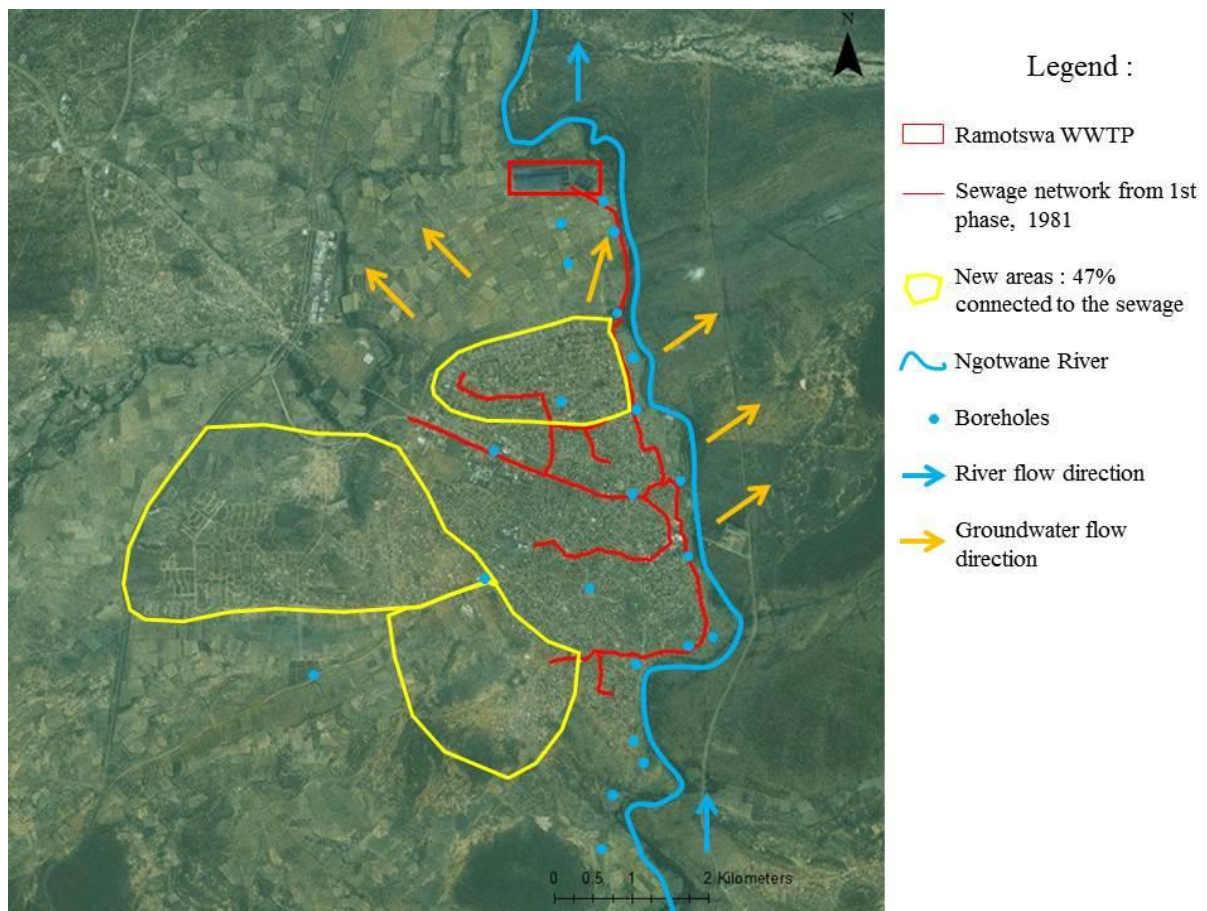 N
Legend :
Ramotswa WWTP
Sewage network from 1st
phase, 1981
New areas : 47%
connected to the sewage
Ngotwane River
Boreholes
River flow direction
Groundwater flow
direction
0 0.5 1 2 Kilometers